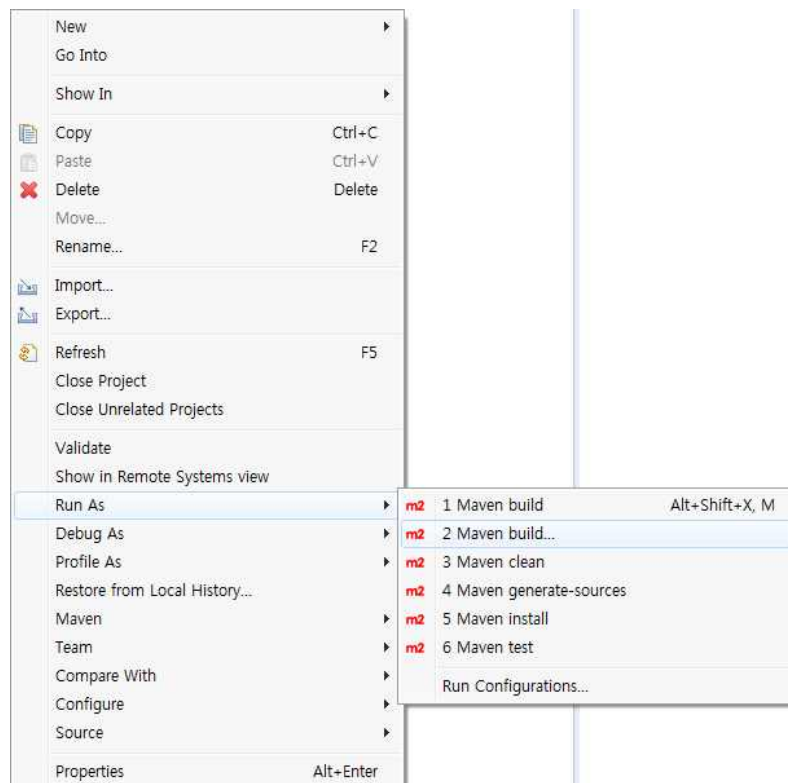 New
Go Into
Show In
Copy Ctrl+C
Paste Ctrl+V
Delete Delete
Move...
Rename... F2
Import...
Export...
Refresh F5
Close Project
Close Unrelated Projects
Validate
Show in Remote Systems view
Run As
Debug As
Profile As
Restore from Local History...
Maven
Team
Compare With
Configure
Source
Properties Alt+Enter
m2 1 Maven build Alt+Shift+X, M
m2 2 Maven build...
m2 3 Maven clean
m2 4 Maven generate-sources
m2 5 Maven install
m2 6 Maven test
Run Configurations...